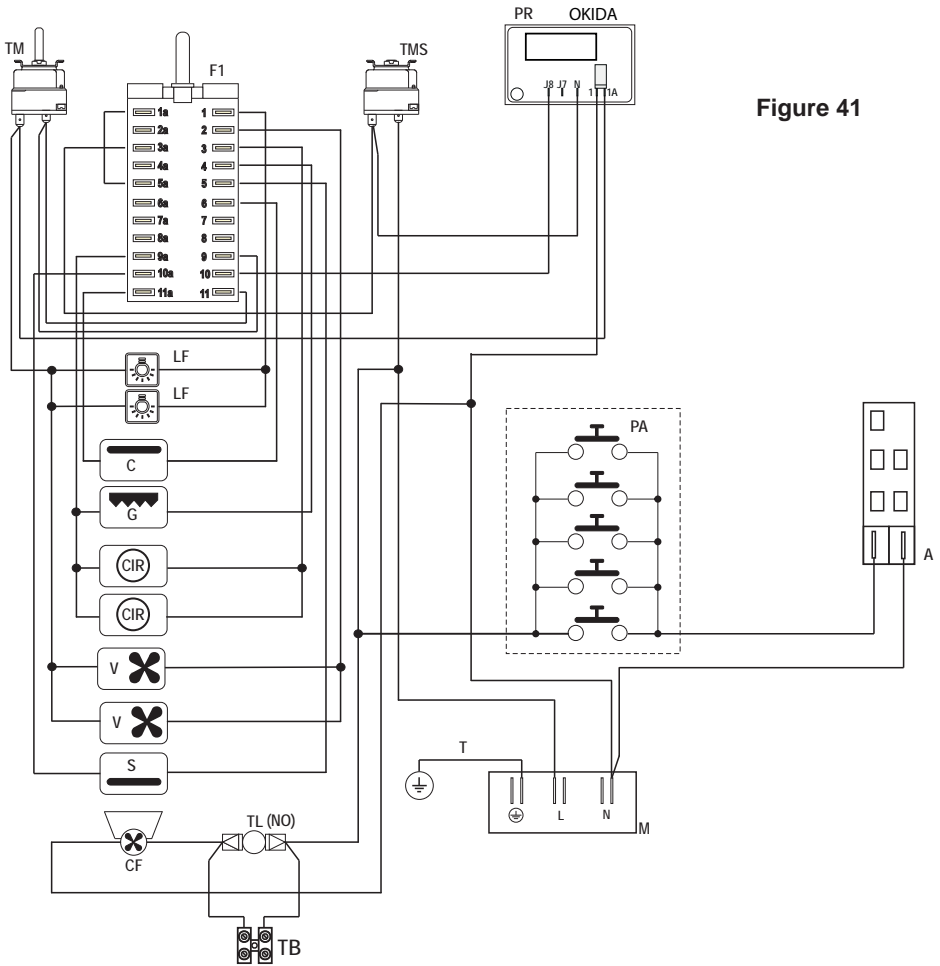 PR OKIDA
TM
F1
TMS
J8 J7 N 1 1A
Figure 41
1a 1
2a 2
3a 3
4a 4
5a 5
6a 6
7a 7
8a 8
9a 9
10a 10
11a 11
LF
LF
PA
C
G
A
CIR
CIR
V
V
S
T
L N
M
TL (NO)
CF
TB